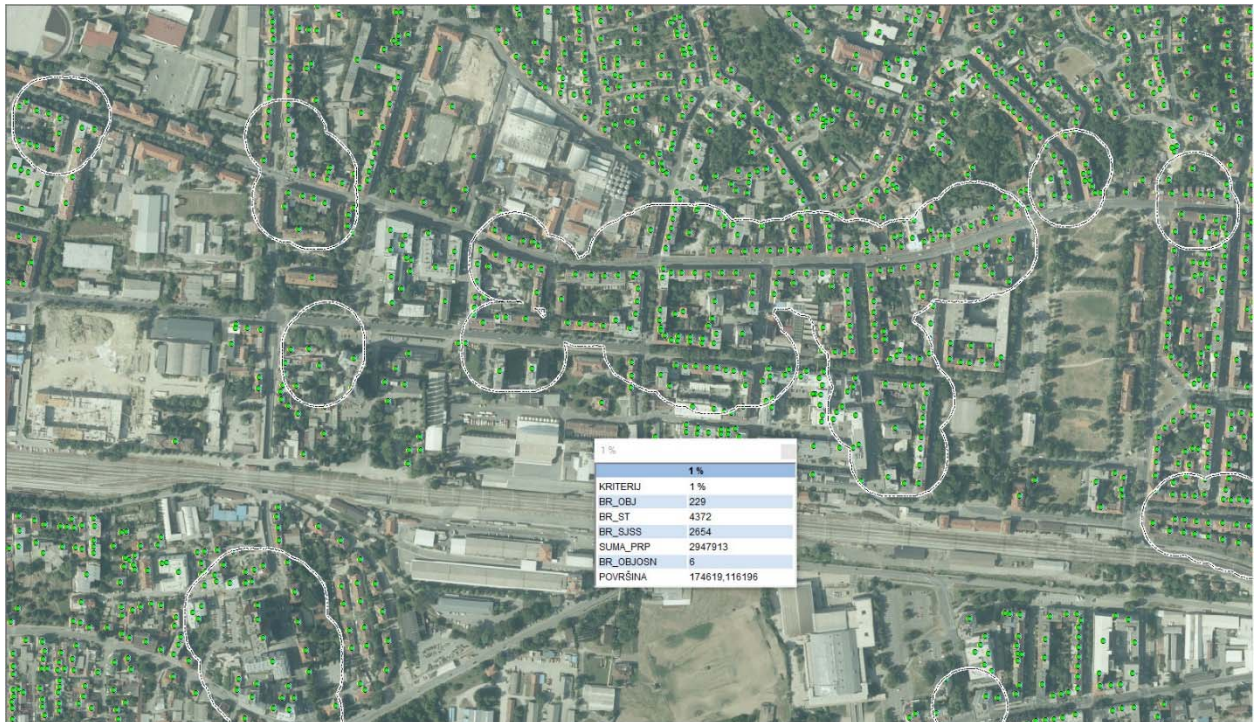 1 %
1 %
KRITERIJ 1 %
BR_OBJ 229
BR_ST 4372
BR_SJSS 2654
SUMA_PRP 2947913
BR_OBJOSN 6
POVRŠINA 174619,116196